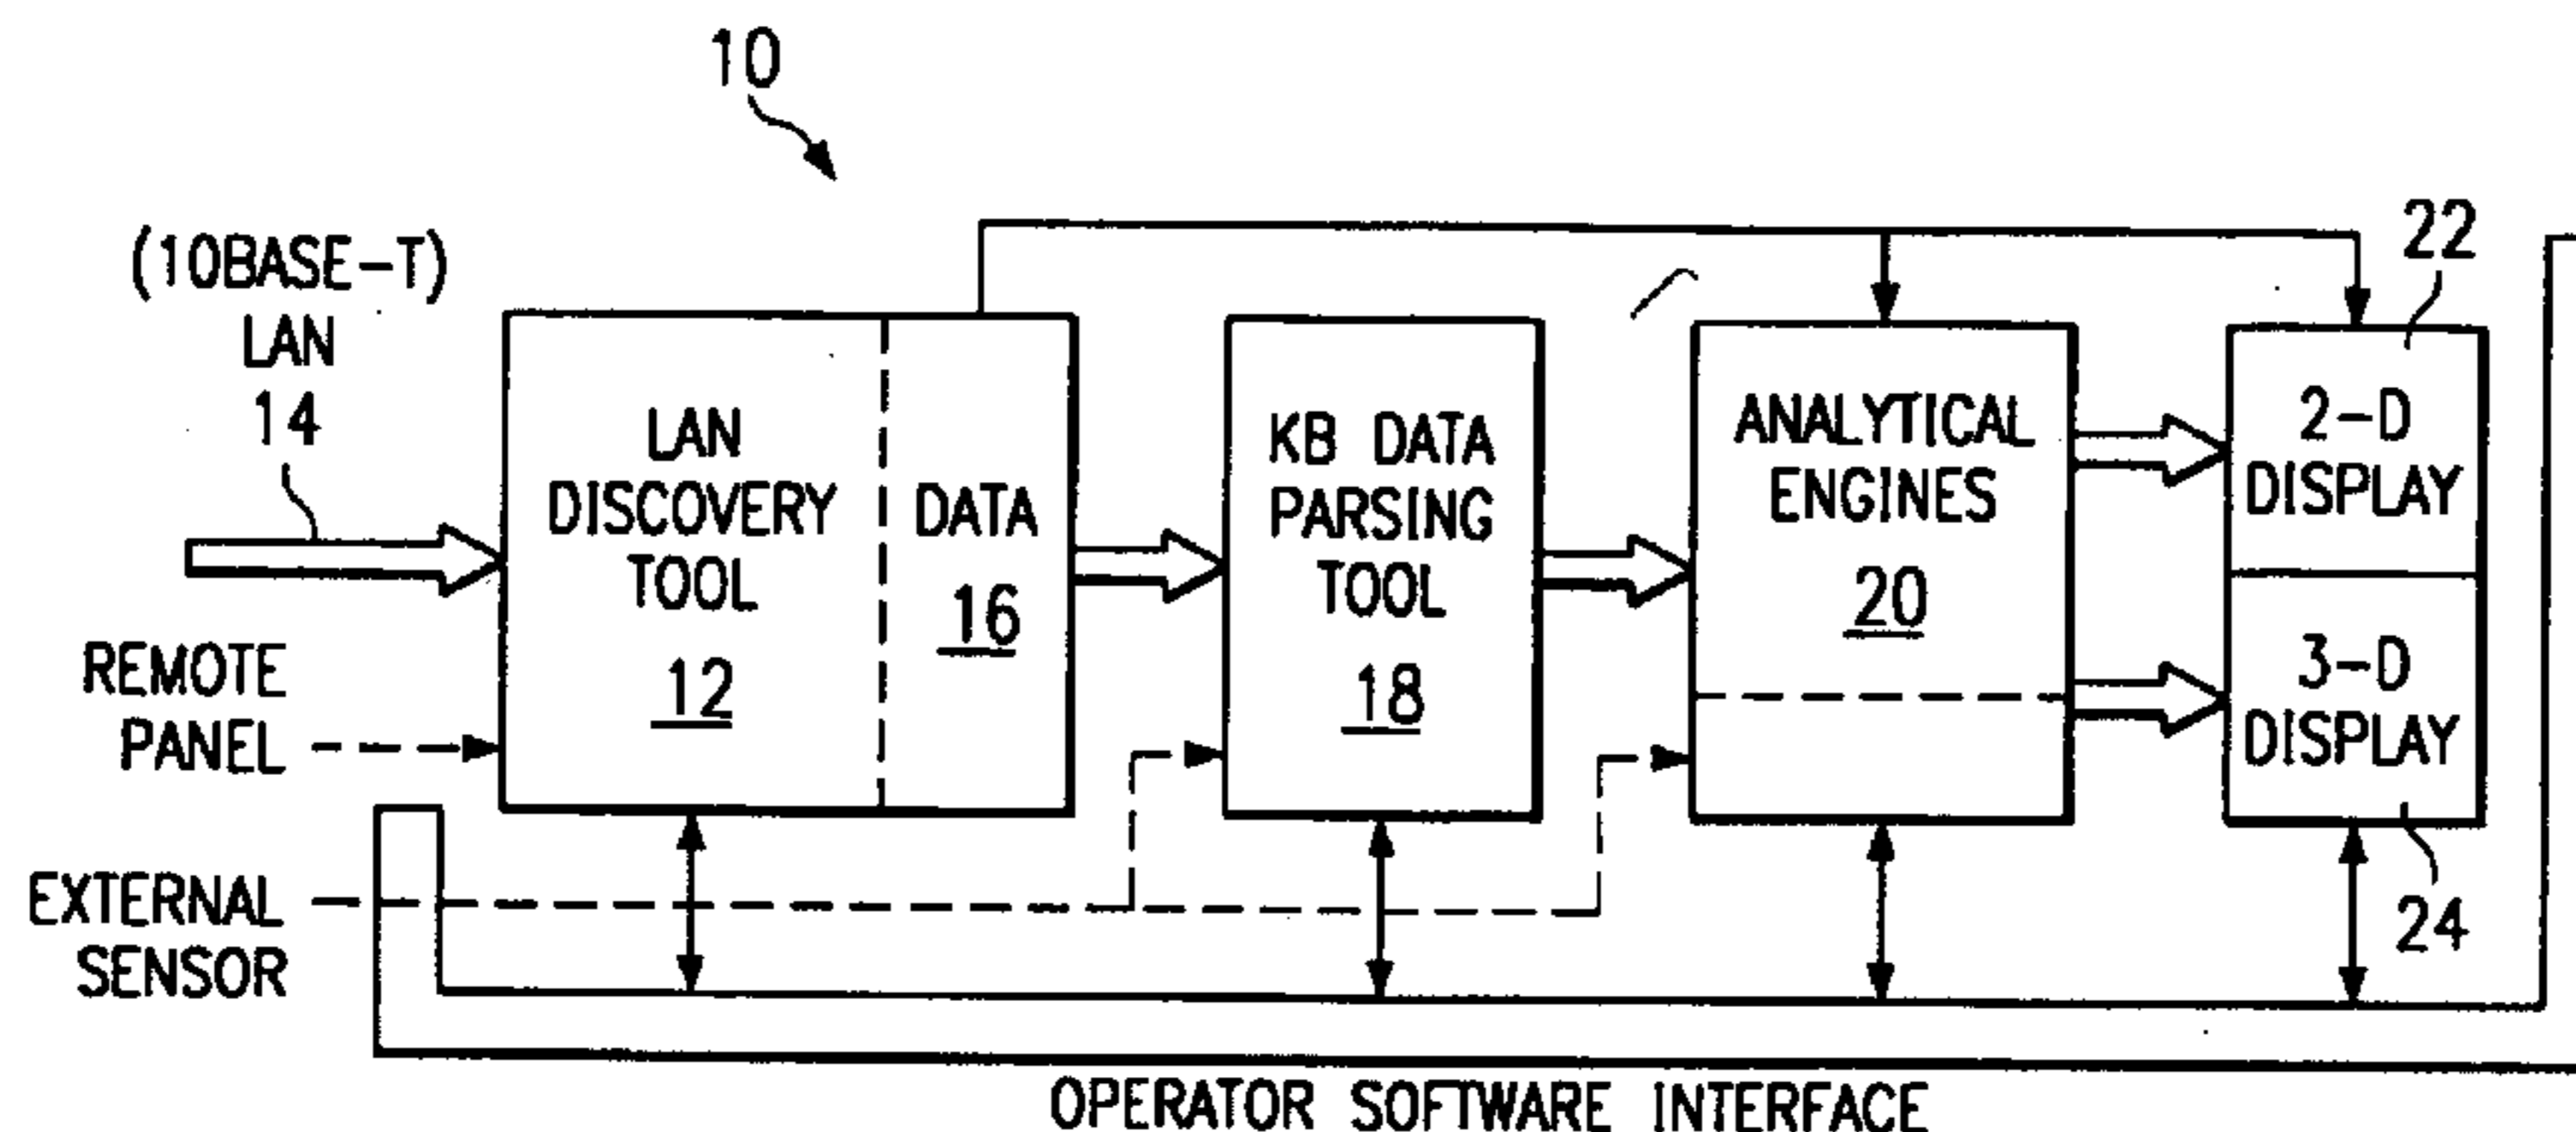 10
(10BASE-T)
LAN
14
LAN
DISCOVERY
TOOL
12
DATA
16
KB DATA
PARSING
TOOL
18
ANALYTICAL
ENGINES
20
22
2-D
DISPLAY
3-D
DISPLAY
24
REMOTE
PANEL
EXTERNAL
SENSOR
OPERATOR SOFTWARE INTERFACE